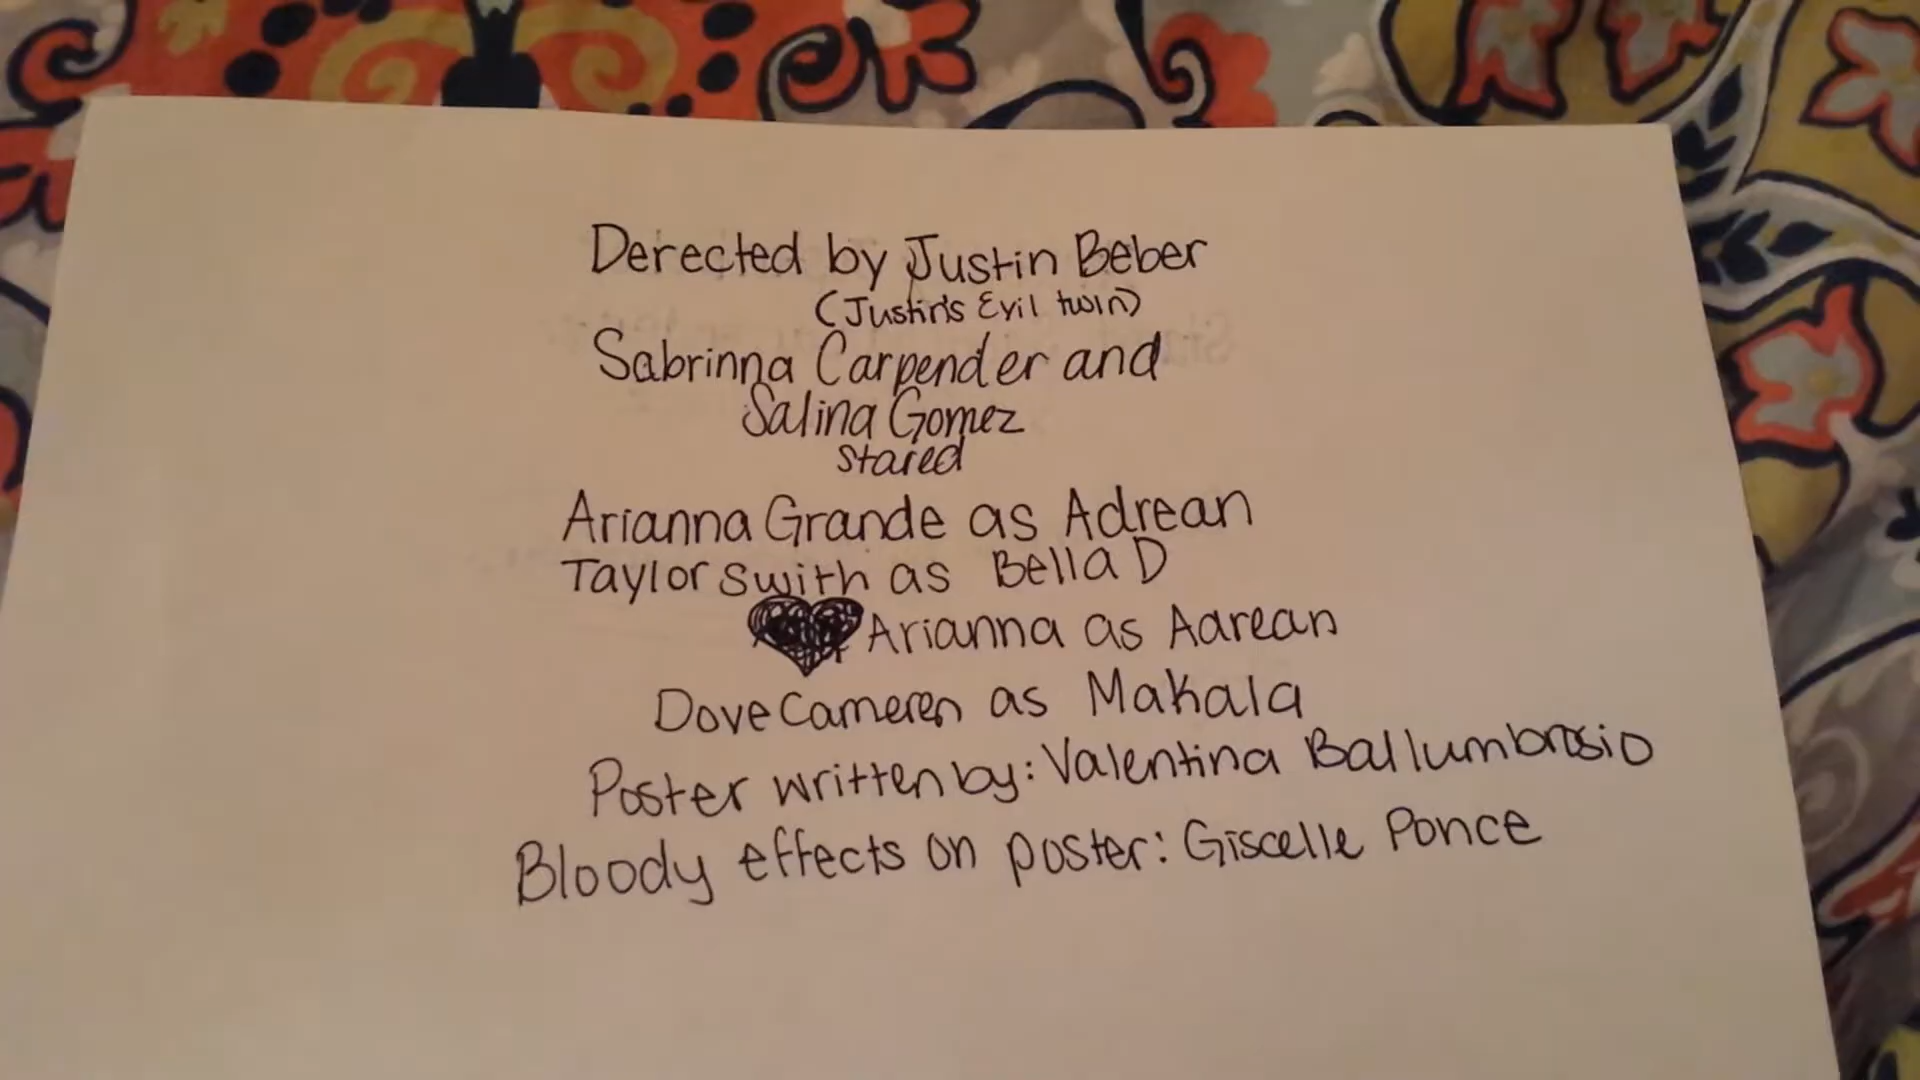 Derected by Justin Beber
(Justin's Evil twin)
Sabrinna Carpender and
Salina Gomez
stared
Arianna Grande as Adrean
Taylor swith as Bella D
Arianna as Aarean
Dove Cameren as Makala
Poster written by: Valentina Ballumbrosio
Bloody effects on poster: Giscelle Ponce